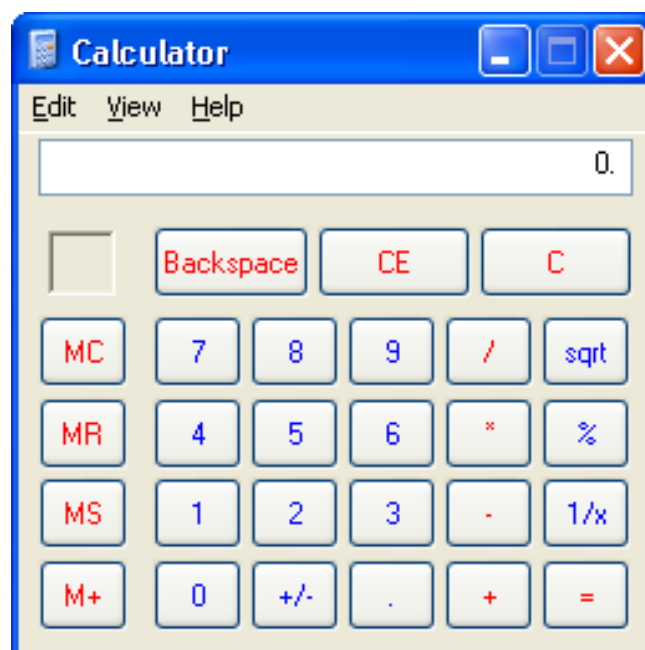 Calculator
Edit View Help
0.
Backspace CE C
MC 7 8 9 / sqrt
MR 4 5 6 * %
MS 1 2 3 - 1/x
M+ 0 +/- . + =